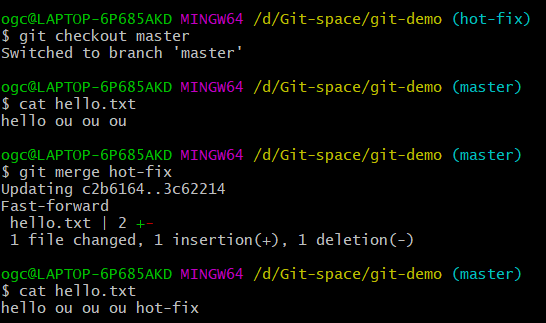 ogc@LAPTOP-6P685AKD MINGW64 /d/Git-space/git-demo (hot-fix)
$ git checkout master
Switched to branch 'master'
ogc@LAPTOP-6P685AKD MINGW64 /d/Git-space/git-demo (master)
$ cat hello.txt
hello ou ou ou
ogc@LAPTOP-6P685AKD MINGW64 /d/Git-space/git-demo (master)
$ git merge hot-fix
Updating c2b6164..3c62214
Fast-forward
 hello.txt | 2 +-
 1 file changed, 1 insertion(+), 1 deletion(-)
ogc@LAPTOP-6P685AKD MINGW64 /d/Git-space/git-demo (master)
$ cat hello.txt
hello ou ou ou hot-fix